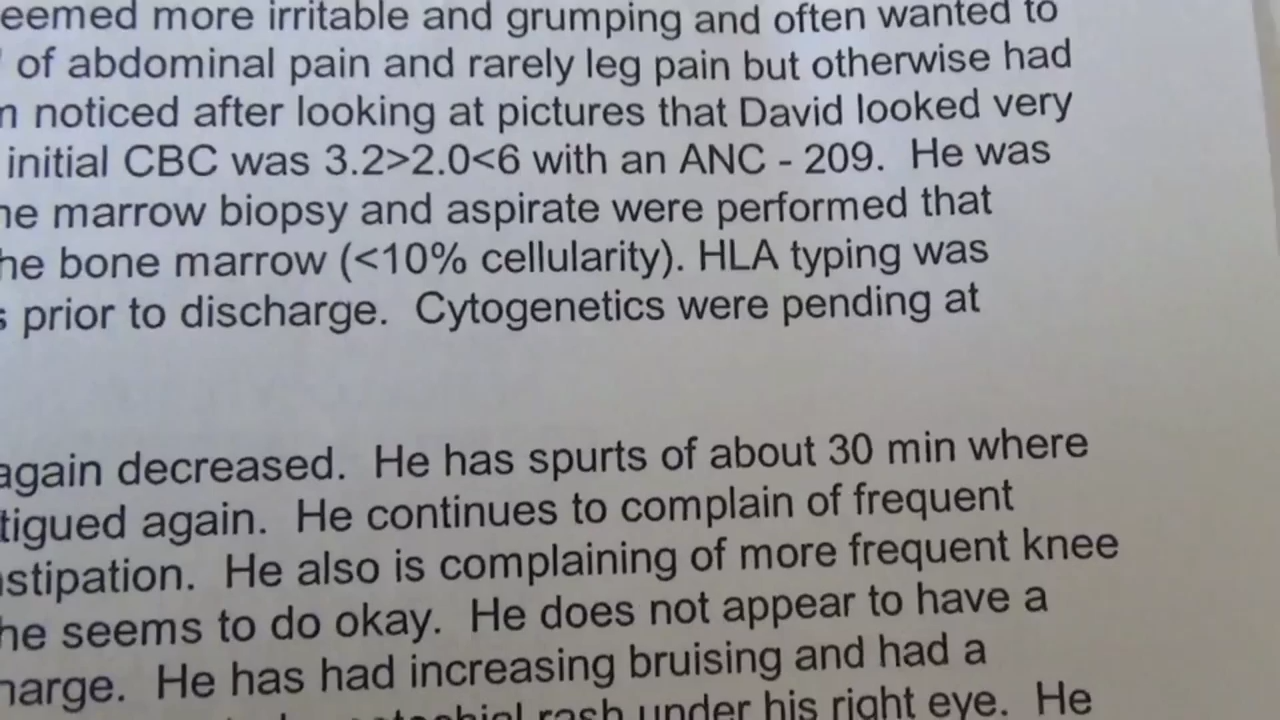 eemed more irritable and grumping and often wanted to
of abdominal pain and rarely leg pain but otherwise had
noticed after looking at pictures that David looked very
initial CBC was 3.2>2.0<6 with an ANC - 209. He was
ne marrow biopsy and aspirate were performed that
he bone marrow (<10% cellularity). HLA typing was
s prior to discharge. Cytogenetics were pending at
again decreased. He has spurts of about 30 min where
tigued again. He continues to complain of frequent
stipation. He also is complaining of more frequent knee
he seems to do okay. He does not appear to have a
harge. He has had increasing bruising and had a
rash under his right eye. He